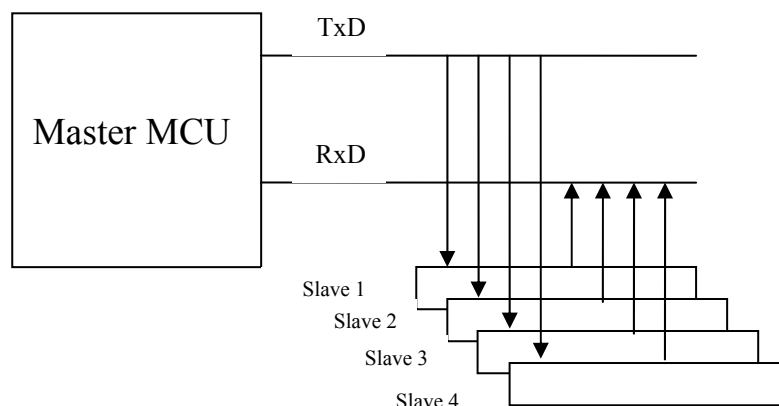 TxD
Master MCU
RxD
Slave 1
Slave 2
Slave 3
Slave 4